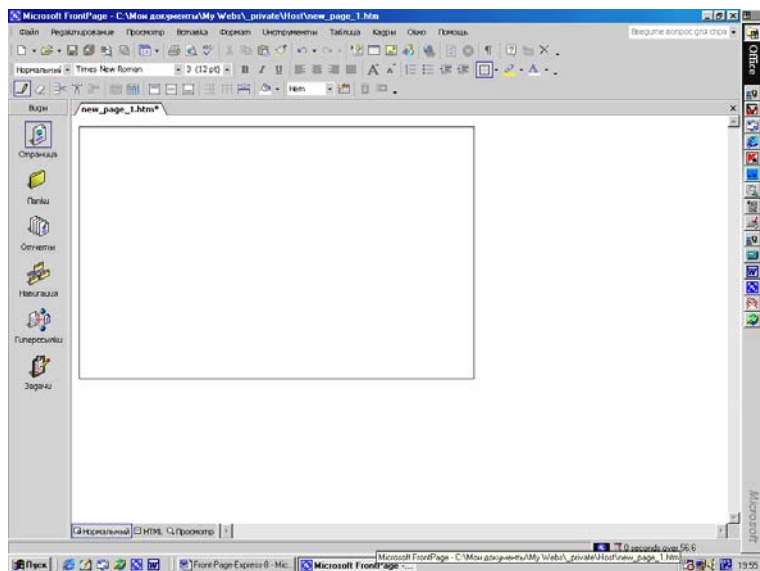 Microsoft FrontPage - C:\Мои документы\My Webs\_private\Host\new_page_1.htm
Файл Редактирование Просмотр Вставка Формат Инструменты Таблица Кадры Окно Помощь Введите вопрос для спра
Нормальный Times New Roman 3 (12 pt)
Нет
Виды new_page_1.htm*
Страница
Папки
Отчеты
Навигация
Гиперссылки
Задачи
Нормальный HTML Просмотр
0 seconds over 56.6
Microsoft FrontPage - C:\Мои документы\My Webs\_private\Host\new_page_1.htm
Пуск Front-Page-Express-8 - Mic... Microsoft FrontPage -... 19:55
Office
Microsoft